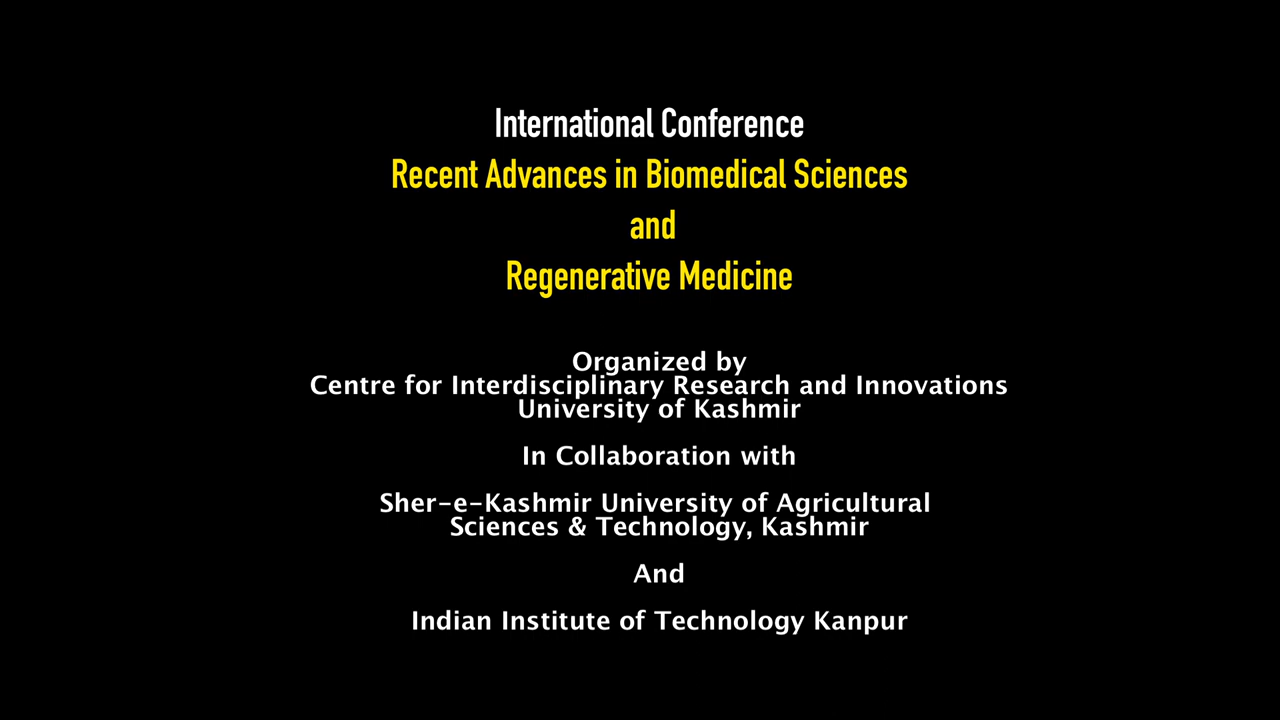 International Conference
Recent Advances in Biomedical Sciences
and
Regenerative Medicine
Organized by
Centre for Interdisciplinary Research and Innovations
University of Kashmir
In Collaboration with
Sher-e-Kashmir University of Agricultural
Sciences & Technology, Kashmir
And
Indian Institute of Technology Kanpur